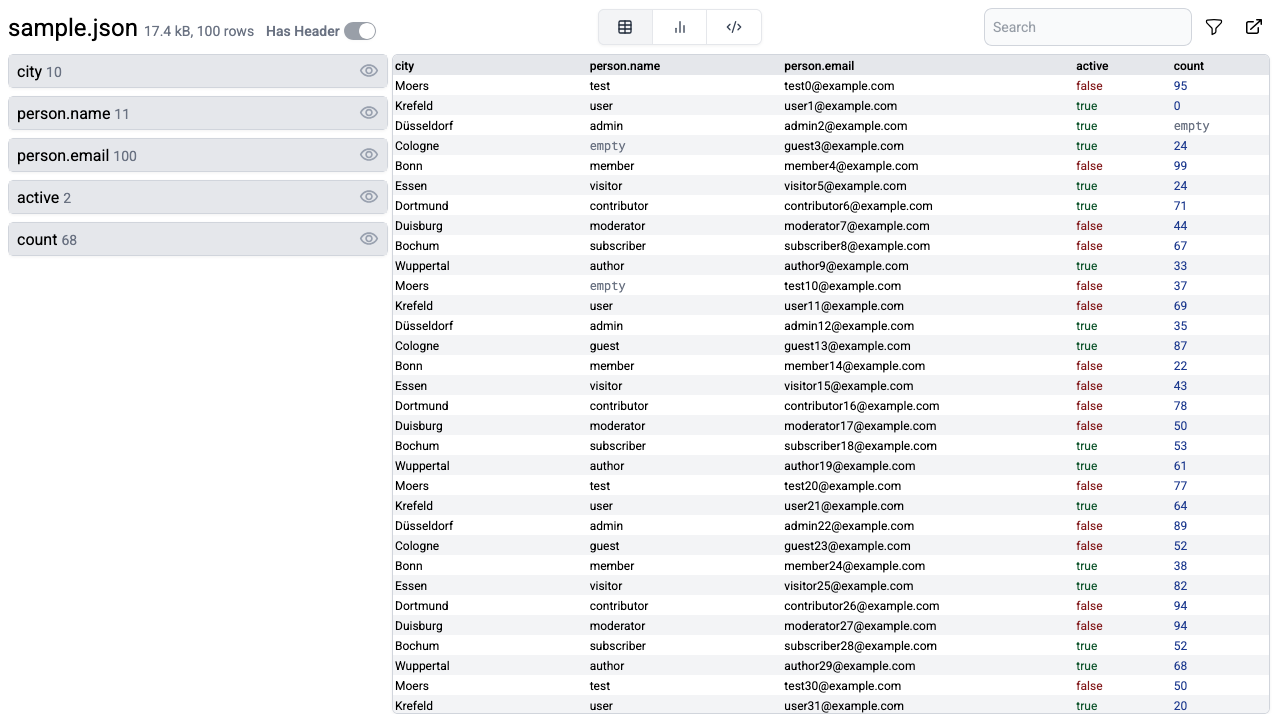 sample.json 17.4 kB, 100 rows Has Header
Search
city 10
person.name 11
person.email 100
active 2
count 68
city person.name person.email active count
Moers test test0@example.com false 95
Krefeld user user1@example.com true 0
Düsseldorf admin admin2@example.com true empty
Cologne empty guest3@example.com true 24
Bonn member member4@example.com false 99
Essen visitor visitor5@example.com true 24
Dortmund contributor contributor6@example.com true 71
Duisburg moderator moderator7@example.com false 44
Bochum subscriber subscriber8@example.com false 67
Wuppertal author author9@example.com true 33
Moers empty test10@example.com false 37
Krefeld user user11@example.com false 69
Düsseldorf admin admin12@example.com true 35
Cologne guest guest13@example.com true 87
Bonn member member14@example.com false 22
Essen visitor visitor15@example.com false 43
Dortmund contributor contributor16@example.com false 78
Duisburg moderator moderator17@example.com false 50
Bochum subscriber subscriber18@example.com true 53
Wuppertal author author19@example.com true 61
Moers test test20@example.com false 77
Krefeld user user21@example.com true 64
Düsseldorf admin admin22@example.com false 89
Cologne guest guest23@example.com false 52
Bonn member member24@example.com true 38
Essen visitor visitor25@example.com true 82
Dortmund contributor contributor26@example.com false 94
Duisburg moderator moderator27@example.com false 94
Bochum subscriber subscriber28@example.com true 52
Wuppertal author author29@example.com true 68
Moers test test30@example.com false 50
Krefeld user user31@example.com true 20